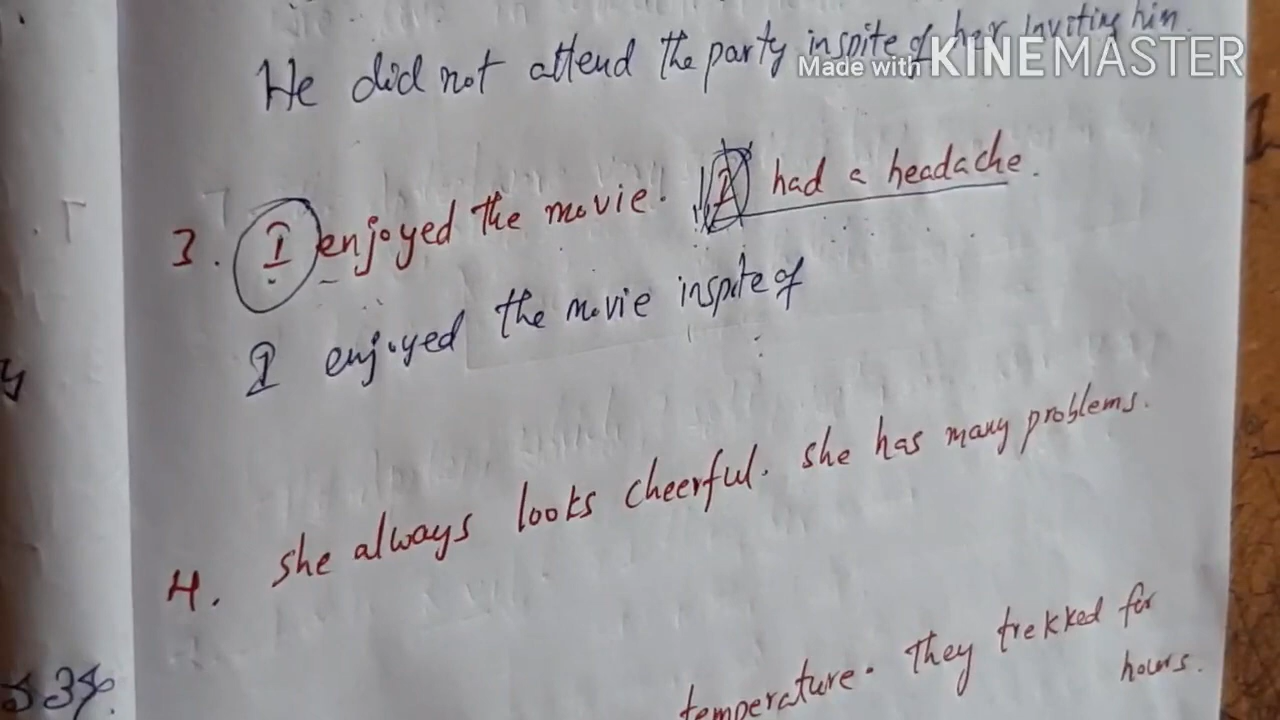 He did not attend the party inspite of her inviting him.
Made with KINEMASTER
3. I enjoyed the movie. I had a headache.
I enjoyed the movie inspite of
4. she always looks cheerful. she has many problems.
temperature. They trekked for
hours.